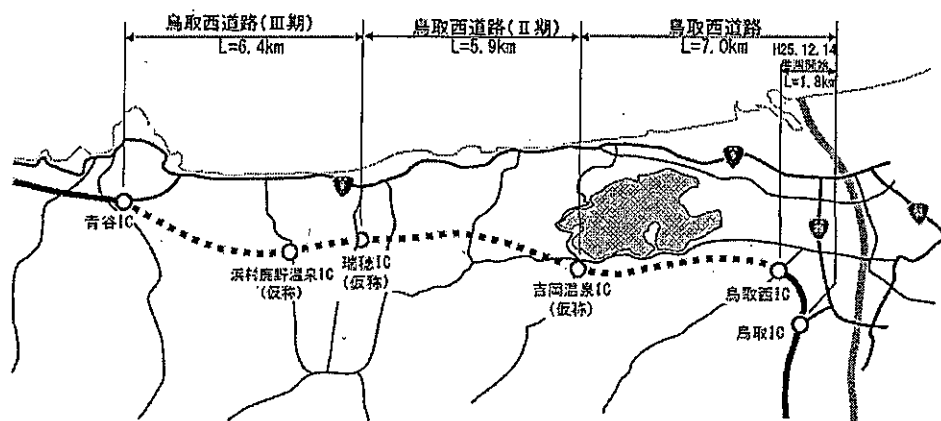 鳥取西道路(Ⅲ期)
L=6.4km
鳥取西道路(Ⅱ期)
L=5.9km
鳥取西道路
L=7.0km
H25.12.14
供用開始
L=1.8km
青谷IC
浜村鹿野温泉IC
(仮称)
瑞穂IC
(仮称)
吉岡温泉IC
(仮称)
鳥取西IC
鳥取IC
9
9
29